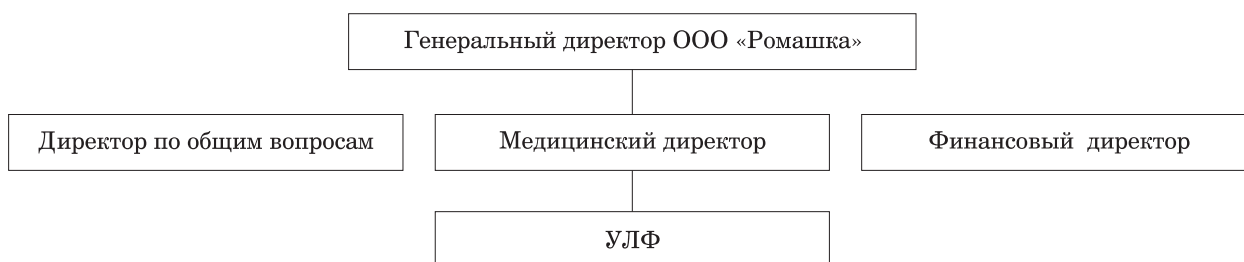 Генеральный директор ООО «Ромашка»
Директор по общим вопросам
Медицинский директор
Финансовый директор
УЛФ